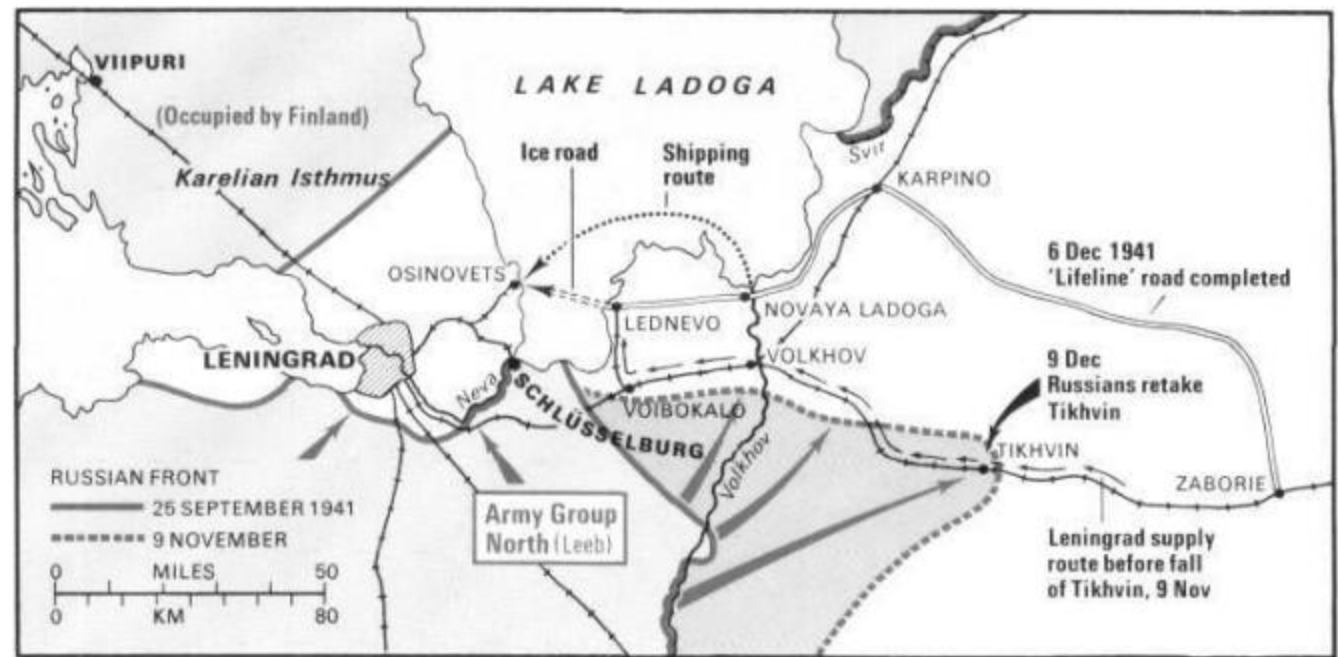 VIIPURI
(Occupied by Finland)
Karelian Isthmus
LAKE LADOGA
Ice road
Shipping
route
Svir
KARPINO
OSINOVETS
6 Dec 1941
'Lifeline' road completed
LEDNEVO
NOVAYA LADOGA
LENINGRAD
Neva
SCHLÜSSELBURG
VOLKHOV
VOIBOKALO
Volkhov
9 Dec
Russians retake
Tikhvin
TIKHVIN
ZABORIE
RUSSIAN FRONT
25 SEPTEMBER 1941
9 NOVEMBER
0 MILES 50
0 KM 80
Army Group
North (Leeb)
Leningrad supply
route before fall
of Tikhvin, 9 Nov